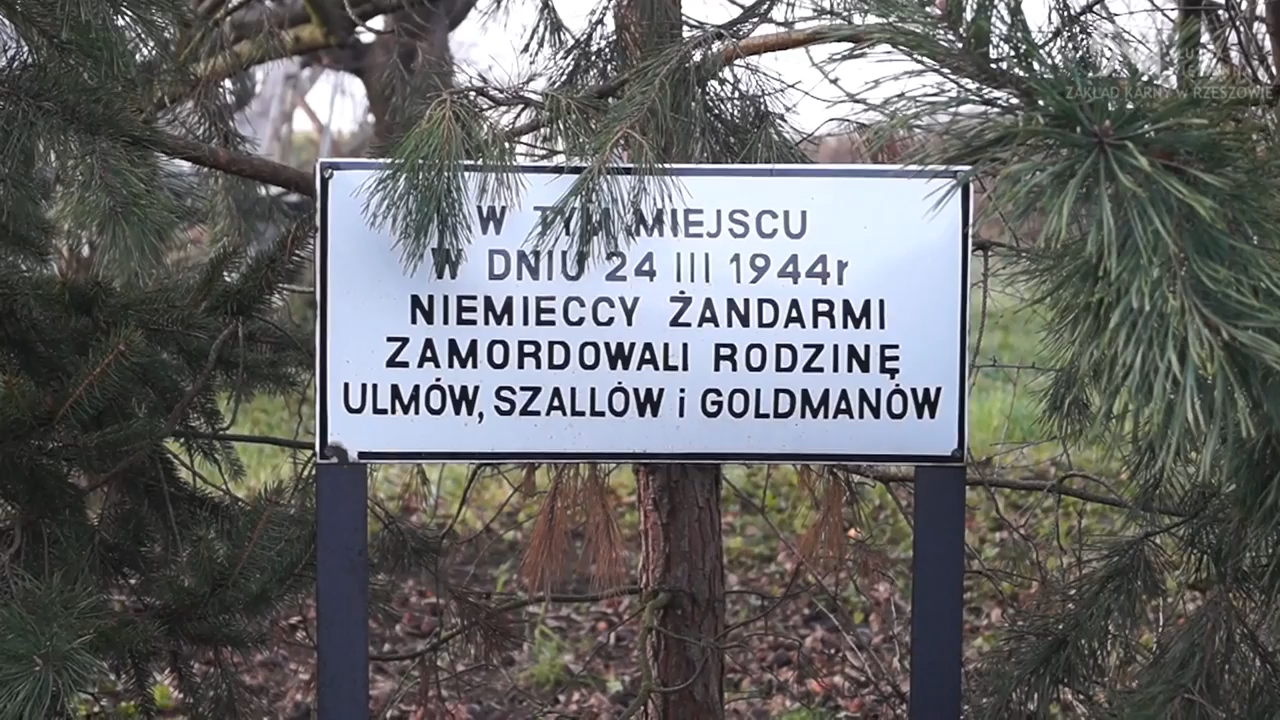 ZAKŁAD KARNY w RZESZOWIE
W TYM MIEJSCU
W DNIU 24 III 1944r
NIEMIECCY ŻANDARMI
ZAMORDOWALI RODZINĘ
ULMÓW, SZALLÓW i GOLDMANÓW